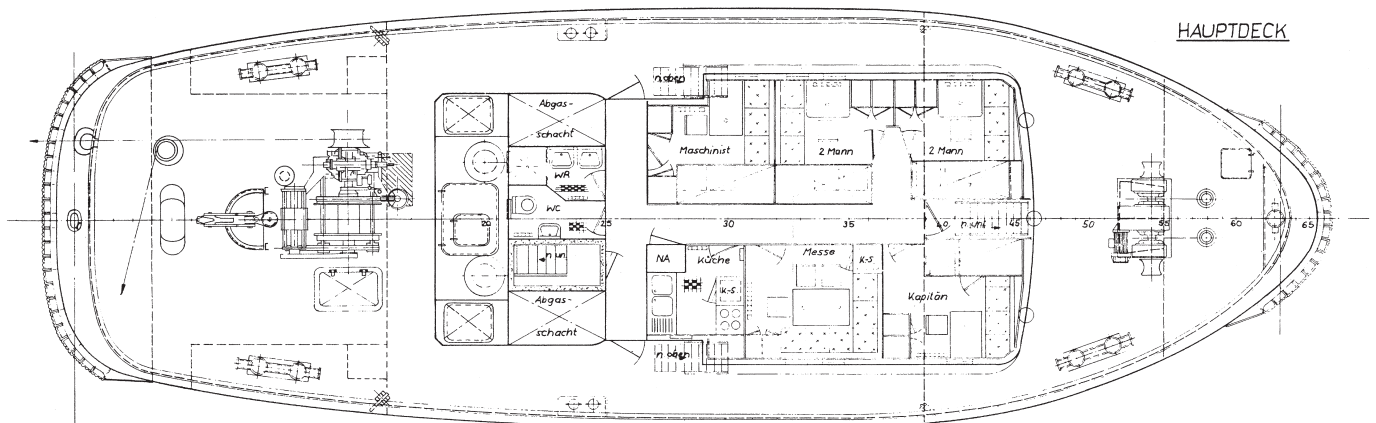 HAUPTDECK
n. oben
Abgas-
schacht
Maschinist
2 Mann
2 Mann
WR
WC
20
25
30
35
40
n. unt
45
50
55
60
65
n un.
NA
Küche
Messe
K-S
K-S
Kapitän
Abgas-
schacht
n. oben